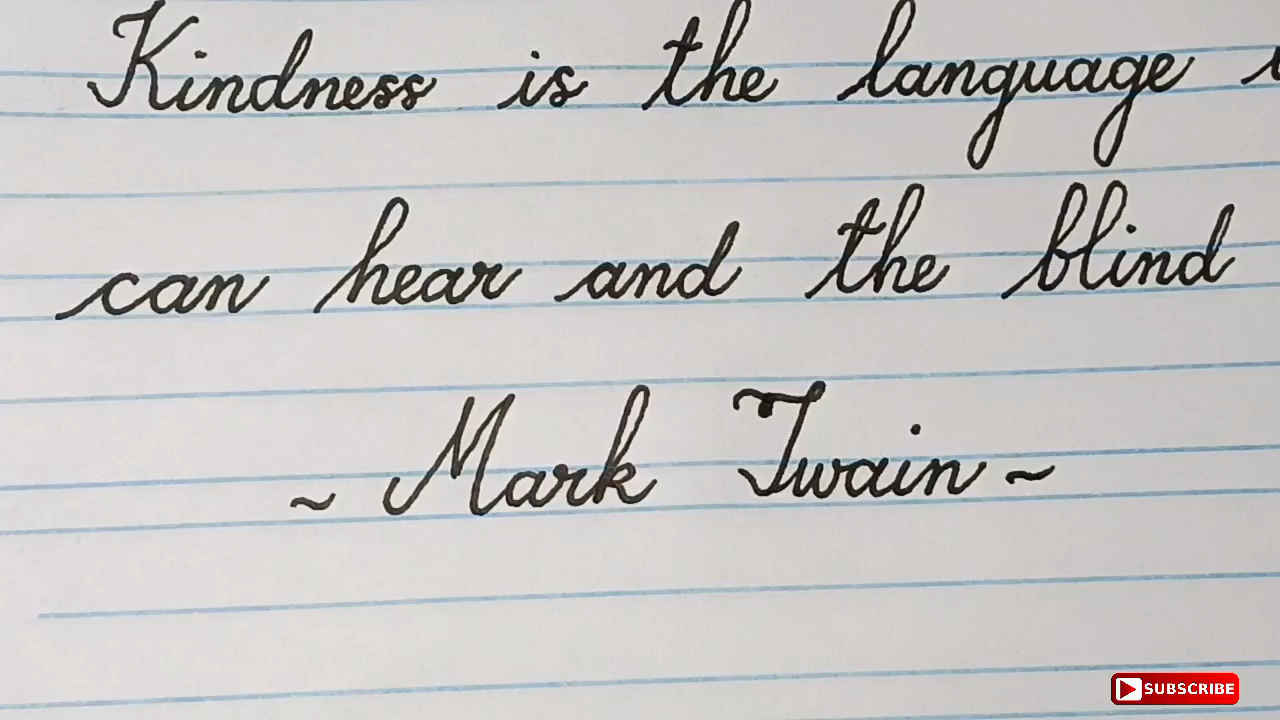 Kindness is the language
can hear and the blind
~ Mark Twain ~
SUBSCRIBE